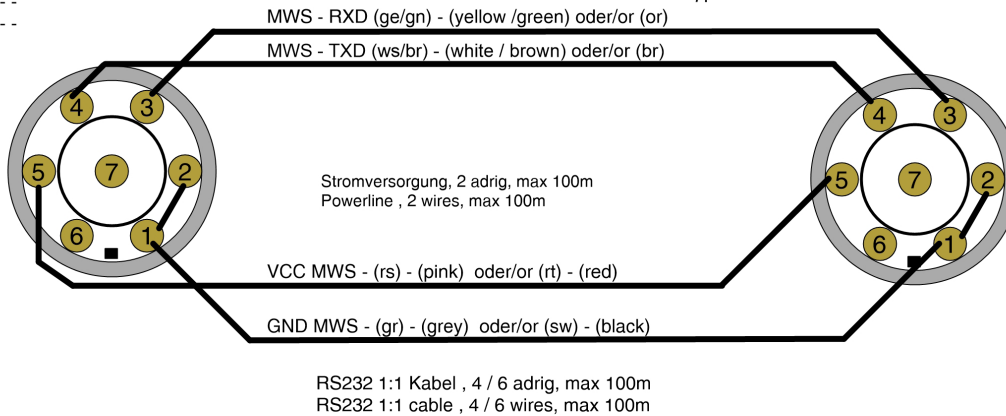 MWS - RXD (ge/gn) - (yellow /green) oder/or (or)
MWS - TXD (ws/br) - (white / brown) oder/or (br)
4 3 4 3
5 7 2 5 7 2
Stromversorgung, 2 adrig, max 100m
Powerline , 2 wires, max 100m
6 1 6 1
VCC MWS - (rs) - (pink) oder/or (rt) - (red)
GND MWS - (gr) - (grey) oder/or (sw) - (black)
RS232 1:1 Kabel , 4 / 6 adrig, max 100m
RS232 1:1 cable , 4 / 6 wires, max 100m